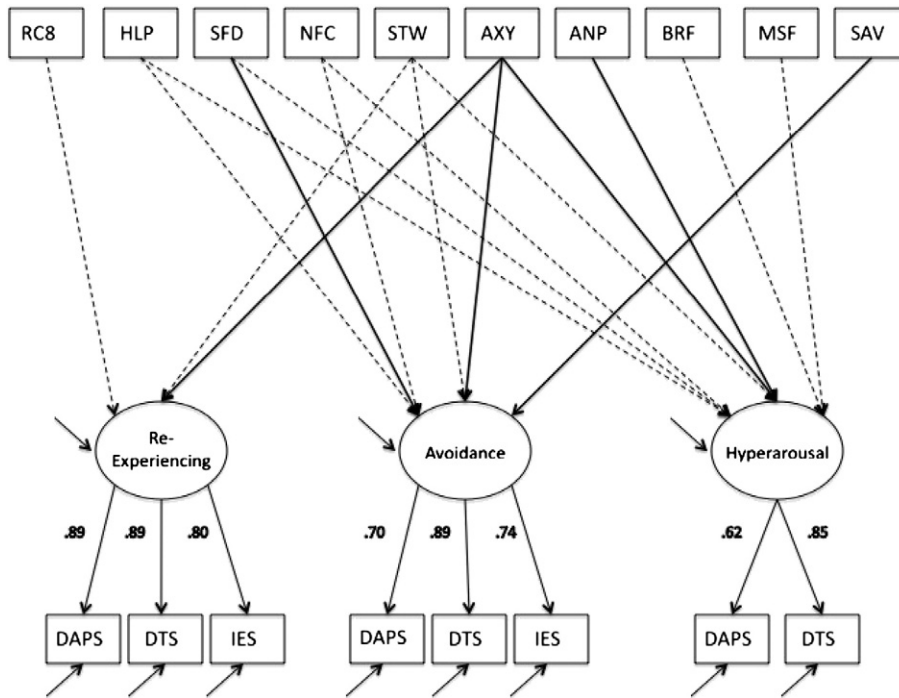 RC8 HLP SFD NFC STW AXY ANP BRF MSF SAV
Re-
Experiencing
Avoidance
Hyperarousal
.89 .89 .80 .70 .89 .74 .62 .85
DAPS DTS IES DAPS DTS IES DAPS DTS